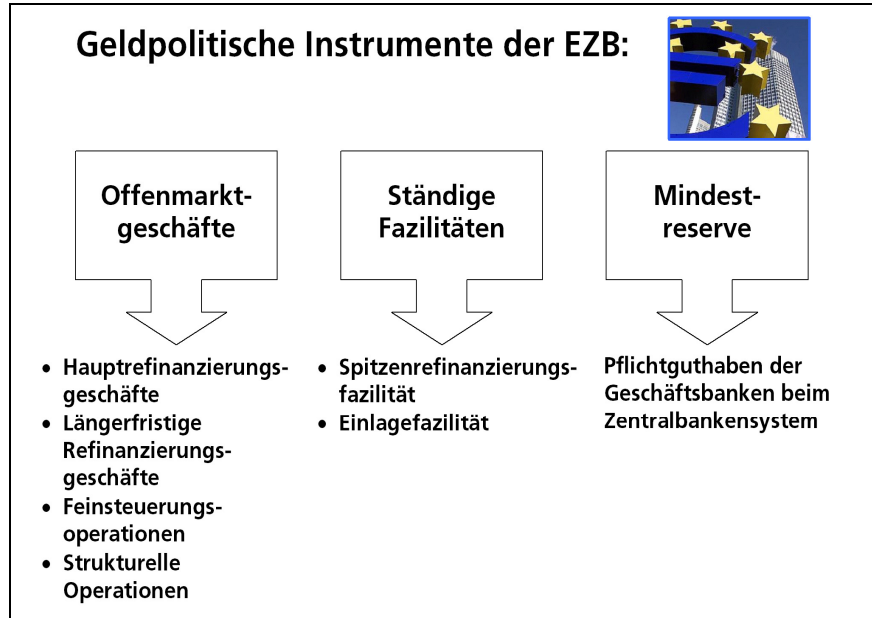 Geldpolitische Instrumente der EZB:
Offenmarkt-
geschäfte
Ständige
Fazilitäten
Mindest-
reserve
• Hauptrefinanzierungs-
geschäfte
• Längerfristige
Refinanzierungs-
geschäfte
• Feinsteuerungs-
operationen
• Strukturelle
Operationen
• Spitzenrefinanzierungs-
fazilität
• Einlagefazilität
Pflichtguthaben der
Geschäftsbanken beim
Zentralbankensystem